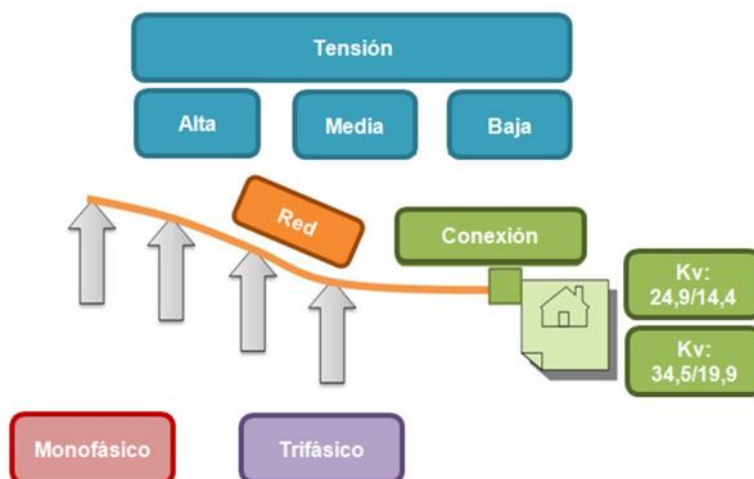 Tensión
Alta
Media
Baja
Red
Conexión
Kv:
24,9/14,4
Kv:
34,5/19,9
Monofásico
Trifásico